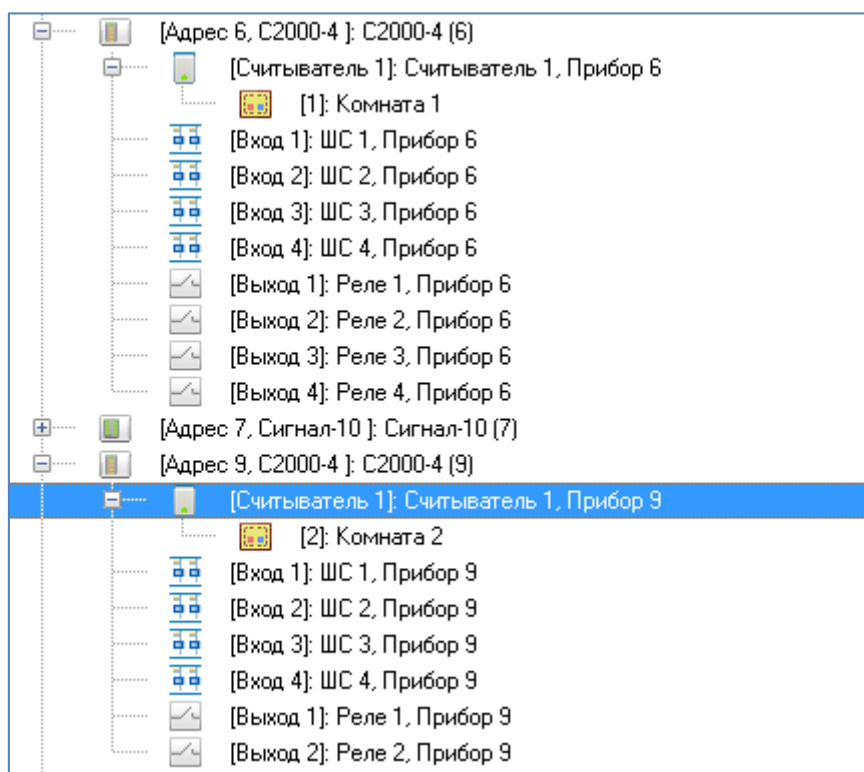 [Адрес 6, С2000-4 ]: С2000-4 (6)
[Считыватель 1]: Считыватель 1, Прибор 6
[1]: Комната 1
[Вход 1]: ШС 1, Прибор 6
[Вход 2]: ШС 2, Прибор 6
[Вход 3]: ШС 3, Прибор 6
[Вход 4]: ШС 4, Прибор 6
[Выход 1]: Реле 1, Прибор 6
[Выход 2]: Реле 2, Прибор 6
[Выход 3]: Реле 3, Прибор 6
[Выход 4]: Реле 4, Прибор 6
[Адрес 7, Сигнал-10 ]: Сигнал-10 (7)
[Адрес 9, С2000-4 ]: С2000-4 (9)
[Считыватель 1]: Считыватель 1, Прибор 9
[2]: Комната 2
[Вход 1]: ШС 1, Прибор 9
[Вход 2]: ШС 2, Прибор 9
[Вход 3]: ШС 3, Прибор 9
[Вход 4]: ШС 4, Прибор 9
[Выход 1]: Реле 1, Прибор 9
[Выход 2]: Реле 2, Прибор 9